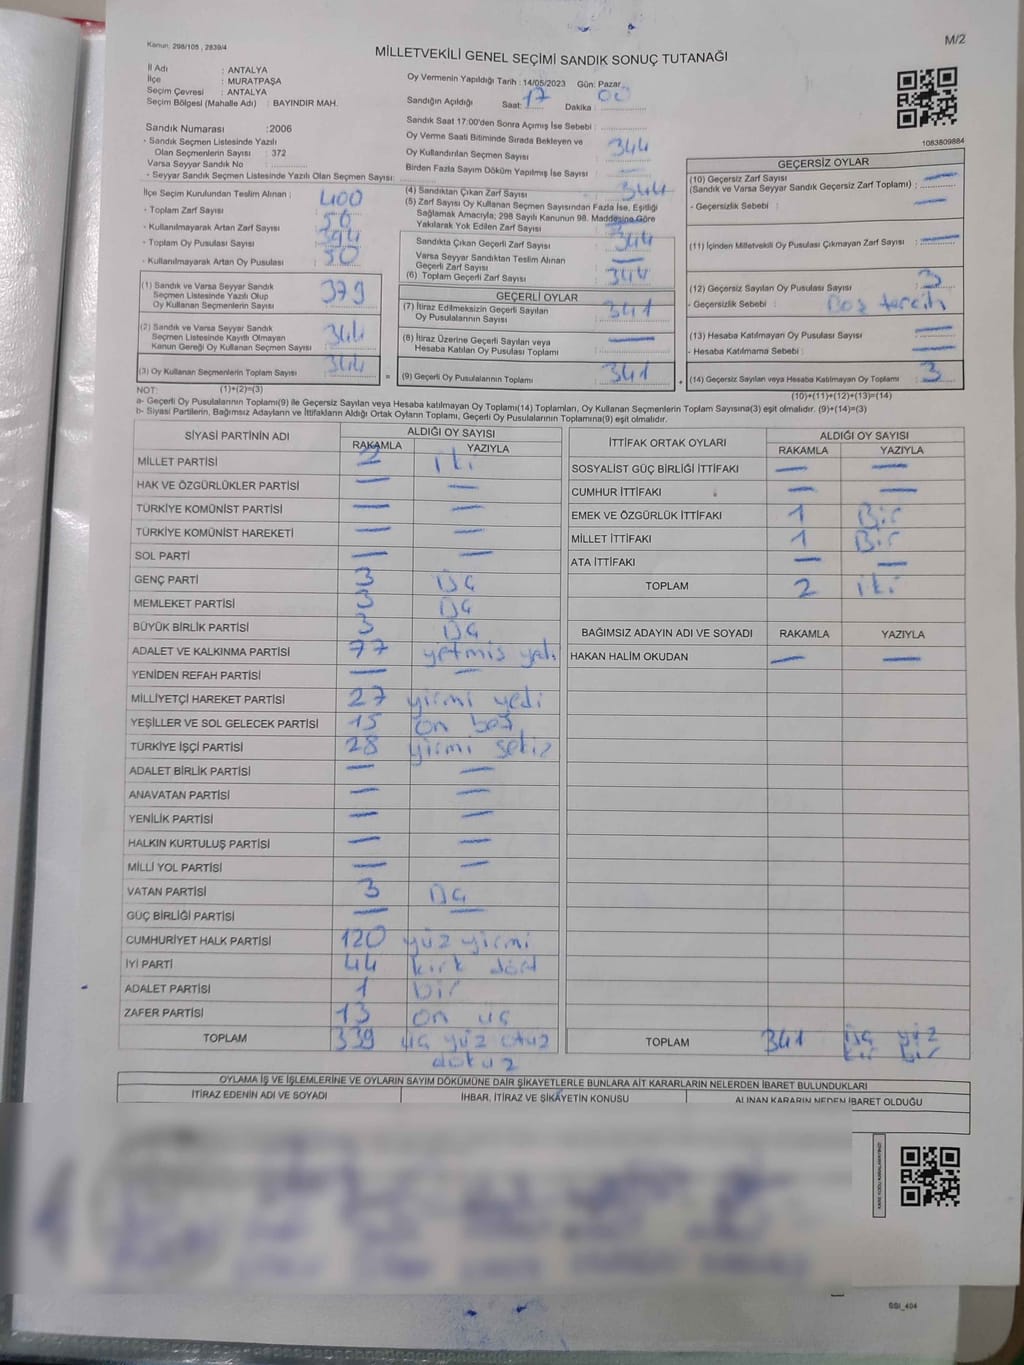 Kanun: 298/105 , 2839/4
M/2
MİLLETVEKİLİ GENEL SEÇİMİ SANDIK SONUÇ TUTANAĞI
İl Adı : ANTALYA
İlçe : MURATPAŞA
Seçim Çevresi : ANTALYA
Seçim Bölgesi (Mahalle Adı) : BAYINDIR MAH.
Sandık Numarası : 2006
- Sandık Seçmen Listesinde Yazılı
Olan Seçmenlerin Sayısı : 372
Varsa Seyyar Sandık No :
- Seyyar Seçmen Listesinde Yazılı Olan Seçmen Sayısı:
Oy Vermenin Yapıldığı Tarih : 14/05/2023 Gün: Pazar
Sandığın Açıldığı Saat: 17 Dakika : 00
Sandık Saat 17:00'den Sonra Açımış İse Sebebi :
Oy Verme Saati Bitiminde Sırada Bekleyen ve
Oy Kullandırılan Seçmen Sayısı : 344
Birden Fazla Sayım Döküm Yapılmış İse Sayısı : —
1083809884
İlçe Seçim Kurulundan Teslim Alınan : 400
- Toplam Zarf Sayısı
- Kullanılmayarak Artan Zarf Sayısı : 56
- Toplam Oy Pusulası Sayısı : 394
- Kullanılmayarak Artan Oy Pusulası : 50
(1) Sandık ve Varsa Seyyar Sandık
Seçmen Listesinde Yazılı Olup
Oy Kullanan Seçmenlerin Sayısı : 379
(2) Sandık ve Varsa Seyyar Sandık
Seçmen Listesinde Kayıtlı Olmayan
Kanun Gereği Oy Kullanan Seçmen Sayısı : 344
(3) Oy Kullanan Seçmenlerin Toplam Sayısı : 344
(4) Sandıktan Çıkan Zarf Sayısı : 344
(5) Zarf Sayısı Oy Kullanan Seçmen Sayısından Fazla İse, Eşitliği
Sağlamak Amacıyla; 298 Sayılı Kanunun 98. Maddesine Göre
Yakılarak Yok Edilen Zarf Sayısı :
Sandıkta Çıkan Geçerli Zarf Sayısı : 344
Varsa Seyyar Sandıktan Teslim Alınan
Geçerli Zarf Sayısı : —
(6) Toplam Geçerli Zarf Sayısı : 344
GEÇERLİ OYLAR
(7) İtiraz Edilmeksizin Geçerli Sayılan
Oy Pusulalarının Sayısı : 341
(8) İtiraz Üzerine Geçerli Sayılan veya
Hesaba Katılan Oy Pusulası Toplamı : —
(9) Geçerli Oy Pusulalarının Toplamı : 341
GEÇERSİZ OYLAR
(10) Geçersiz Zarf Sayısı
(Sandık ve Varsa Seyyar Sandık Geçersiz Zarf Toplamı) : —
- Geçersizlik Sebebi : —
(11) İçinden Milletvekili Oy Pusulası Çıkmayan Zarf Sayısı : —
(12) Geçersiz Sayılan Oy Pusulası Sayısı : 3
- Geçersizlik Sebebi : Boş tercih
(13) Hesaba Katılmayan Oy Pusulası Sayısı : —
- Hesaba Katılmama Sebebi : —
(14) Geçersiz Sayılan veya Hesaba Katılmayan Oy Toplamı : 3
NOT: (1)+(2)=(3)
(10)+(11)+(12)+(13)=(14)
a- Geçerli Oy Pusulası Toplamı(9) ile Geçersiz Sayılan veya Hesaba katılmayan Oy Toplamı(14) Toplamları, Oy Kullanan Seçmenlerin Toplam Sayısına(3) eşit olmalıdır. (9)+(14)=(3)
b- Siyasi Partilerin, Bağımsız Adayların ve İttifakların Aldığı Ortak Oyların Toplamı, Geçerli Oy Pusulalarının Toplamına(9) eşit olmalıdır.
SİYASİ PARTİNİN ADI ALDIĞI OY SAYISI
RAKAMLA YAZIYLA
MİLLET PARTİSİ 2 iki
HAK VE ÖZGÜRLÜKLER PARTİSİ — —
TÜRKİYE KOMÜNİST PARTİSİ — —
TÜRKİYE KOMÜNİST HAREKETİ — —
SOL PARTİ — —
GENÇ PARTİ 3 üç
MEMLEKET PARTİSİ 3 üç
BÜYÜK BİRLİK PARTİSİ 3 üç
ADALET VE KALKINMA PARTİSİ 77 yetmiş yedi
YENİDEN REFAH PARTİSİ — —
MİLLİYETÇİ HAREKET PARTİSİ 27 yirmi yedi
YEŞİLLER VE SOL GELECEK PARTİSİ 15 on beş
TÜRKİYE İŞÇİ PARTİSİ 28 yirmi sekiz
ADALET BİRLİK PARTİSİ — —
ANAVATAN PARTİSİ — —
YENİLİK PARTİSİ — —
HALKIN KURTULUŞ PARTİSİ — —
MİLLİ YOL PARTİSİ — —
VATAN PARTİSİ 3 üç
GÜÇ BİRLİĞİ PARTİSİ — —
CUMHURİYET HALK PARTİSİ 120 yüz yirmi
İYİ PARTİ 44 kırk dört
ADALET PARTİSİ 1 bir
ZAFER PARTİSİ 13 on üç
TOPLAM 339 üç yüz otuz
dokuz
İTTİFAK ORTAK OYLARI ALDIĞI OY SAYISI
RAKAMLA YAZIYLA
SOSYALİST GÜÇ BİRLİĞİ İTTİFAKI — —
CUMHUR İTTİFAKI — —
EMEK VE ÖZGÜRLÜK İTTİFAKI 1 Bir
MİLLET İTTİFAKI 1 Bir
ATA İTTİFAKI — —
TOPLAM 2 iki
BAĞIMSIZ ADAYIN ADI VE SOYADI RAKAMLA YAZIYLA
HAKAN HALİM OKUDAN — —
TOPLAM 341 üç yüz
kırk bir
OYLAMA İŞ VE İŞLEMLERİNE VE OYLARIN SAYIM DÖKÜMÜNE DAİR ŞİKAYETLERLE BUNLARA AİT KARARLARIN NELERDEN İBARET BULUNDUKLARI
İTİRAZ EDENİN ADI VE SOYADI İHBAR, İTİRAZ VE ŞİKAYETİN KONUSU ALINAN KARARIN NEDEN İBARET OLDUĞU
GSI_404